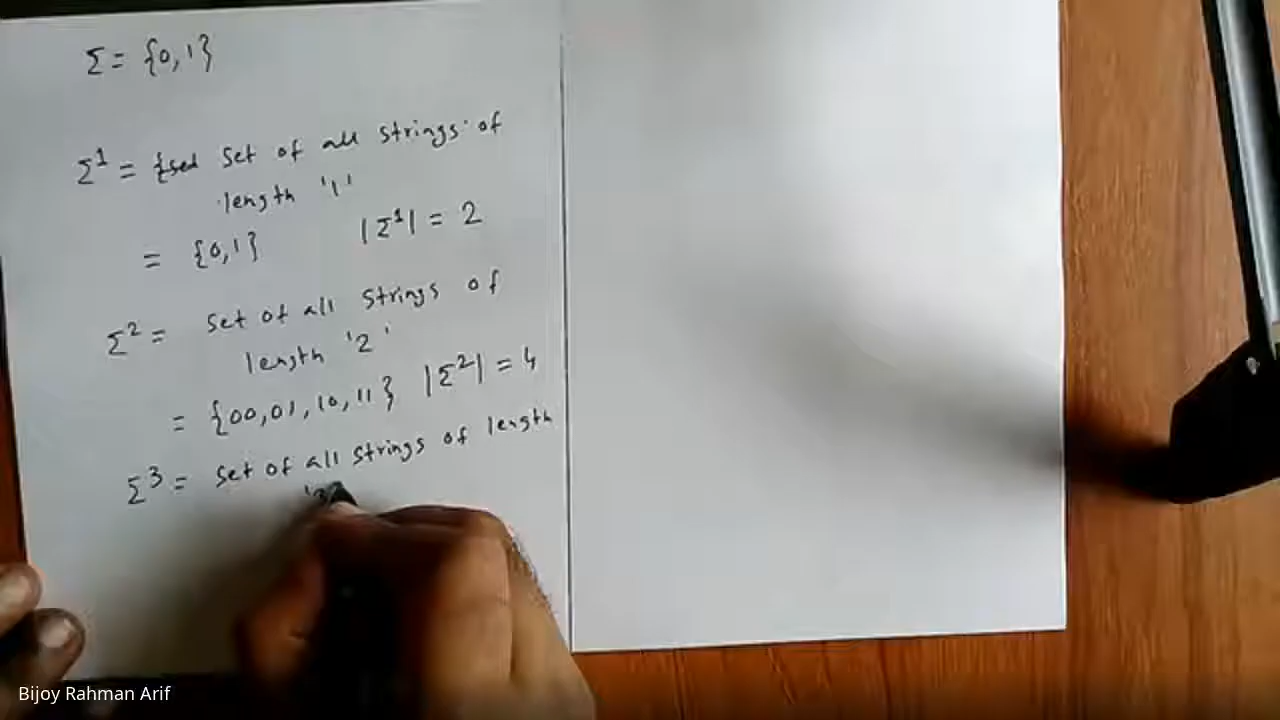 Σ = {0,1}
Σ¹ = Set of all strings of
length '1'
= {0,1} |Σ¹| = 2
Σ² = Set of all strings of
length '2'
= {00,01,10,11} |Σ²| = 4
Σ³ = Set of all strings of length
'3
Bijoy Rahman Arif